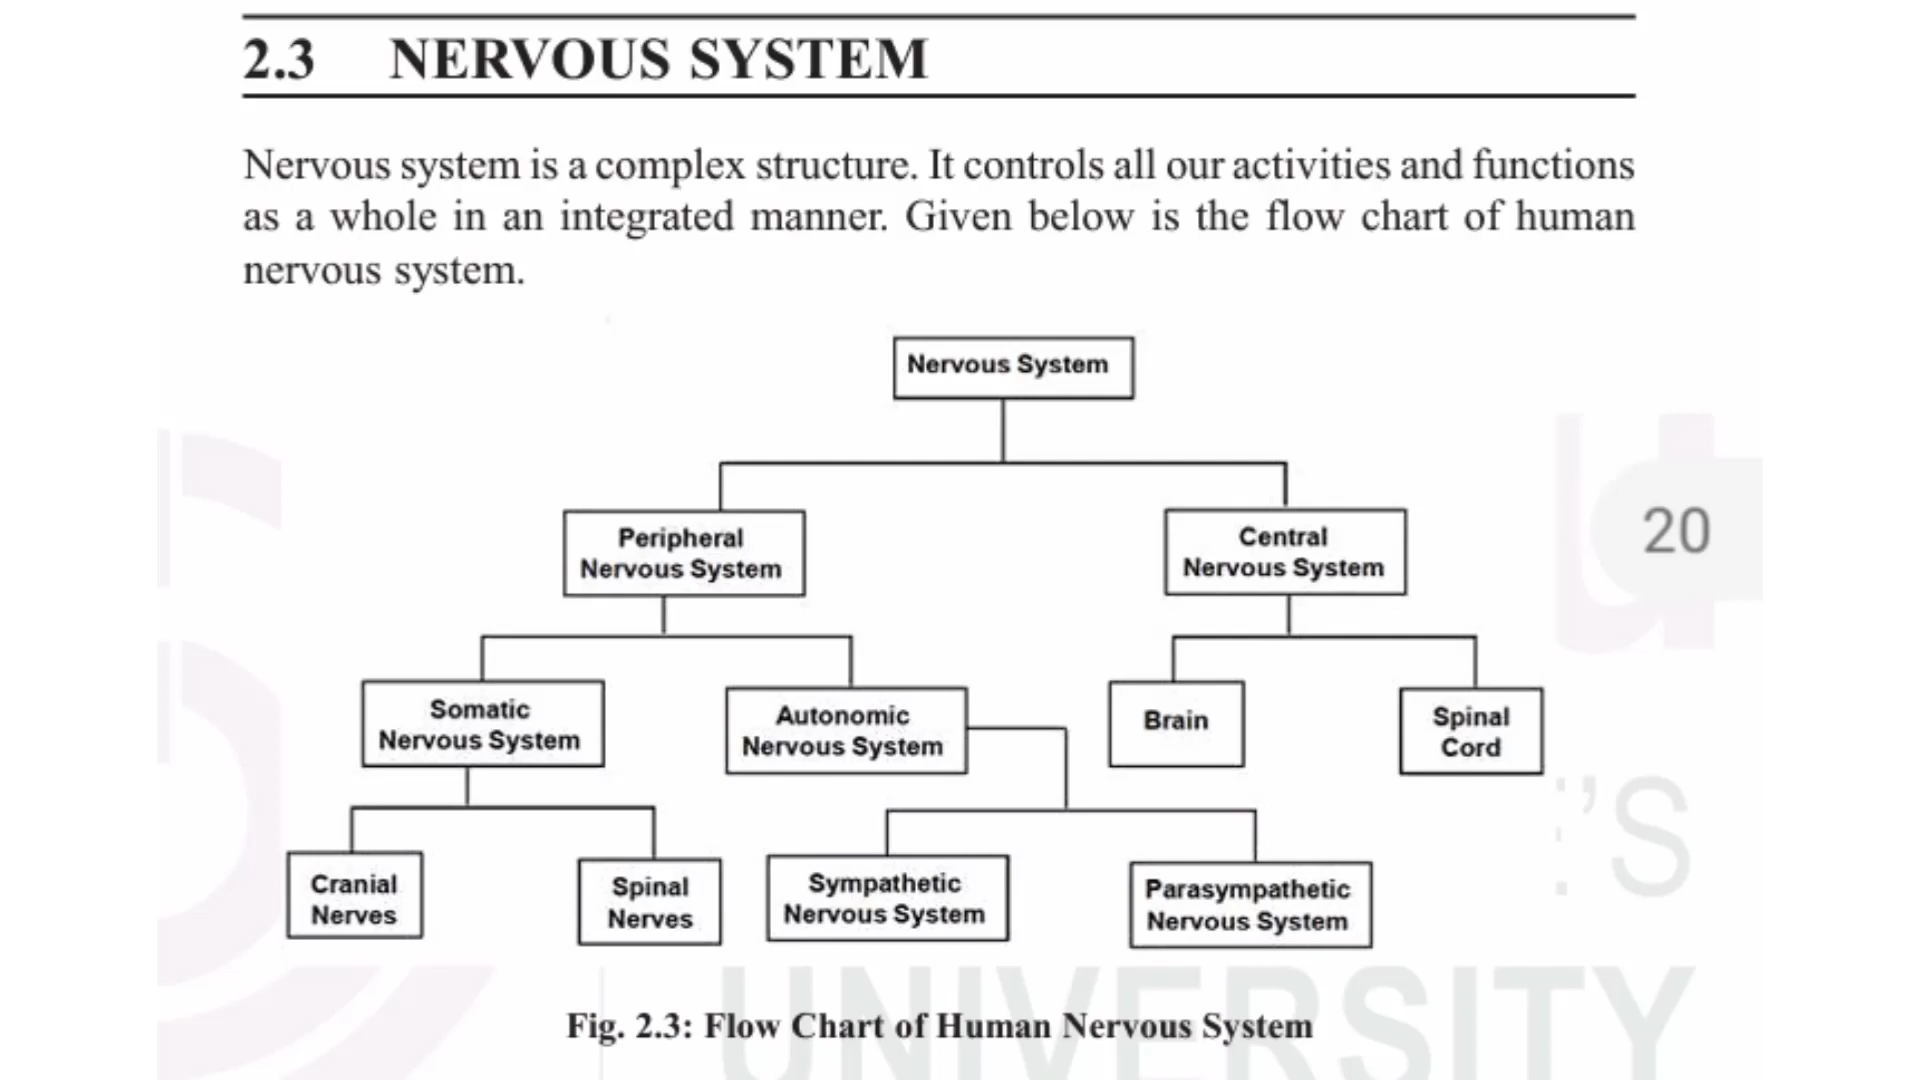 2.3 NERVOUS SYSTEM
Nervous system is a complex structure. It controls all our activities and functions
as a whole in an integrated manner. Given below is the flow chart of human
nervous system.
Nervous System
Peripheral
Nervous System
Central
Nervous System
20
Somatic
Nervous System
Autonomic
Nervous System
Brain
Spinal
Cord
Cranial
Nerves
Spinal
Nerves
Sympathetic
Nervous System
Parasympathetic
Nervous System
'S
UNIVERSITY
Fig. 2.3: Flow Chart of Human Nervous System